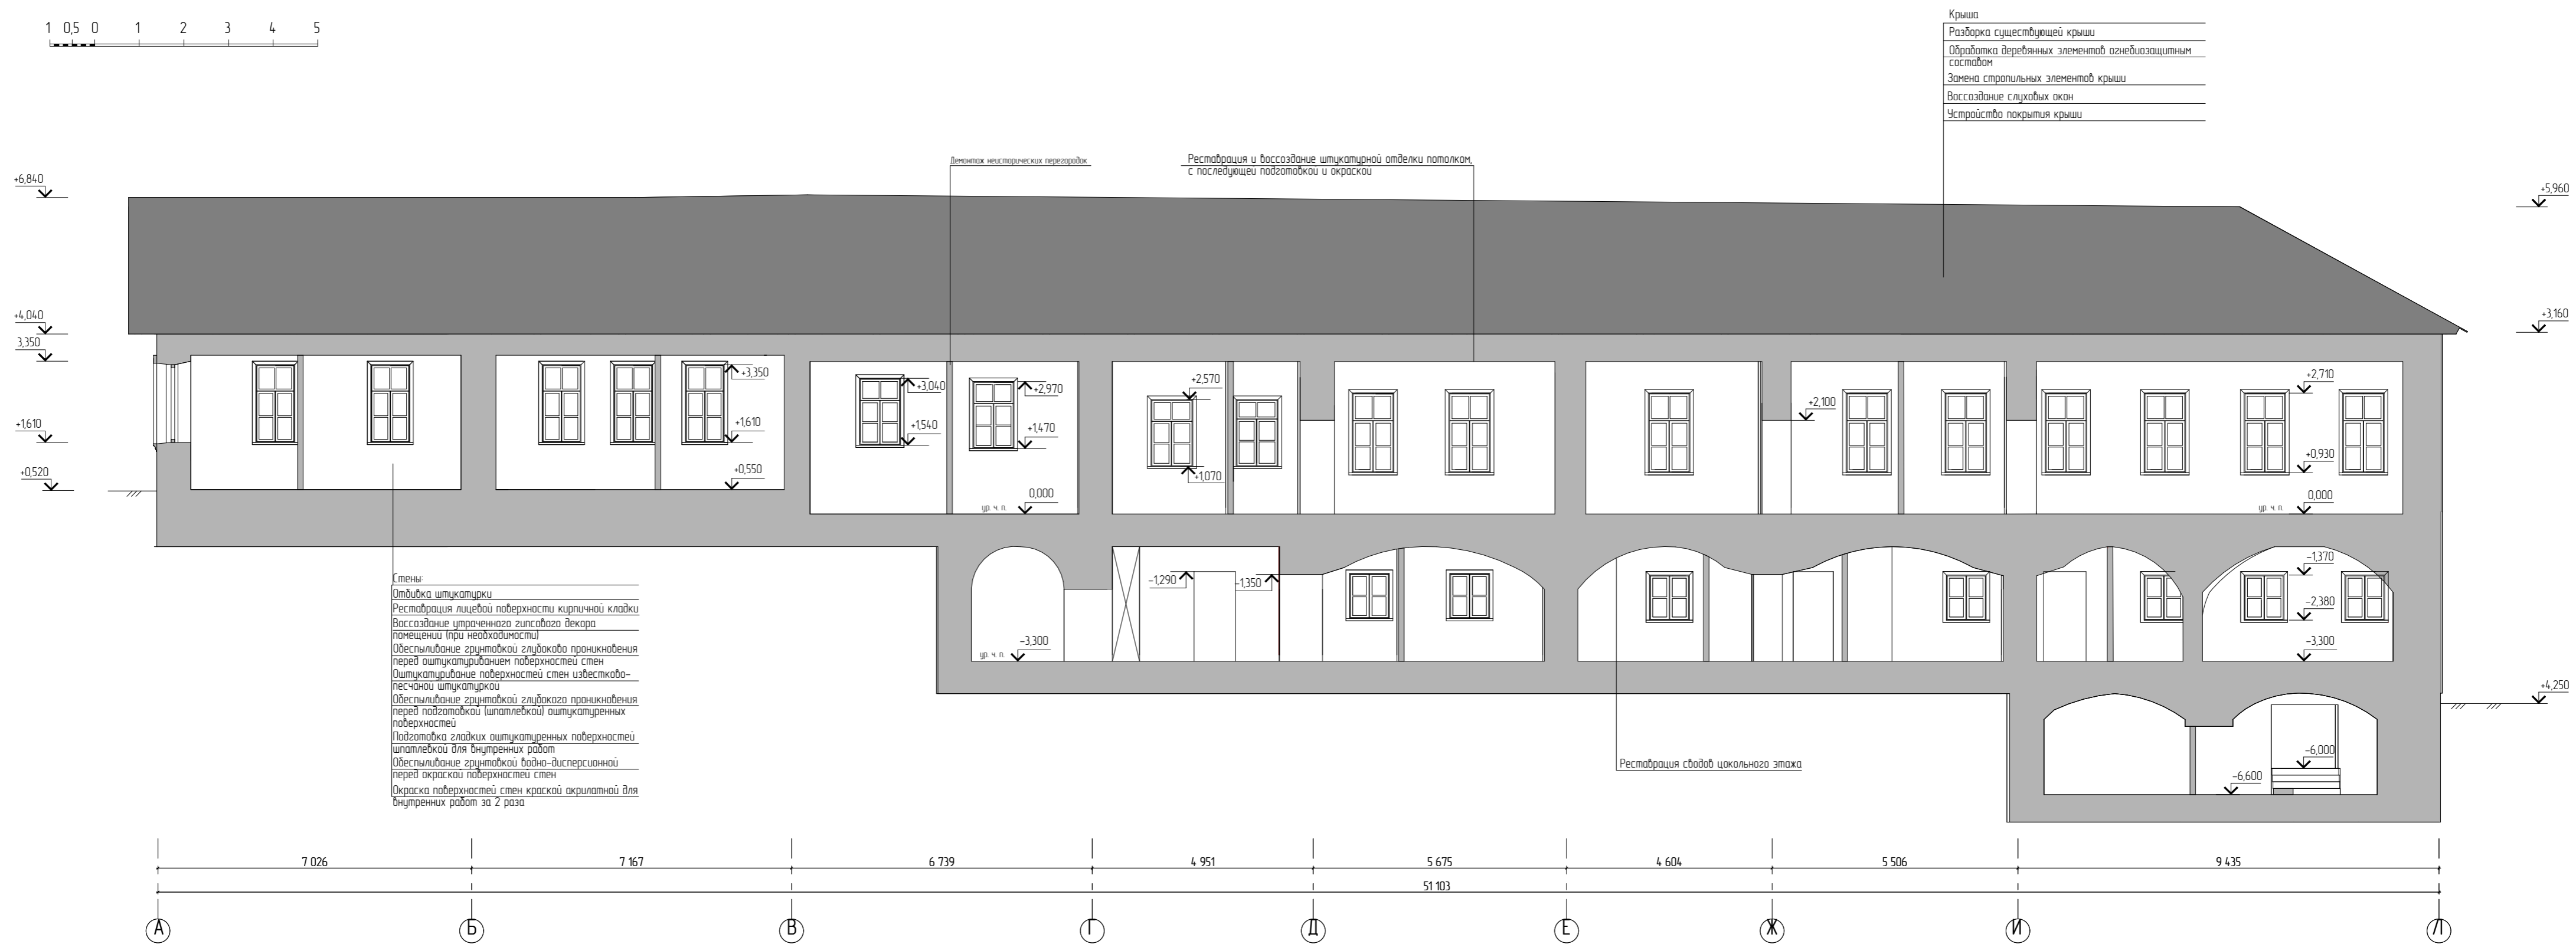 1 0,5 0 1 2 3 4 5
Крыша
Разборка существующей крыши
Обработка деревянных элементов огнебиозащитным
составом
Замена стропильных элементов крыши
Воссоздание слуховых окон
Устройство покрытия крыши
Демонтаж неисторических перегородок
Реставрация и воссоздание штукатурной отделки потолком,
с последующей подготовкой и окраской
+6,840
+5,960
+4,040
+3,160
3,350
+1,610
+0,520
+3,350
+1,610
+0,550
+3,040
+1,540
+2,970
+1,470
0,000
ур. ч. п.
+2,570
+1,070
+2,100
+2,710
+0,930
0,000
ур. ч. п.
-1,290
-1,350
-3,300
ур. ч. п.
-1,370
-2,380
-3,300
+4,250
-6,000
-6,600
Стены:
Отбивка штукатурки
Реставрация лицевой поверхности кирпичной кладки
Воссоздание утраченного гипсового декора
помещений (при необходимости)
Обеспыливание грунтовкой глубоково проникновения
перед оштукатуриванием поверхностей стен
Оштукатуривание поверхностей стен известково-
песчаной штукатуркой
Обеспыливание грунтовкой глубокого проникновения
перед подготовкой (шпатлевкой) оштукатуренных
поверхностей
Подготовка гладких оштукатуренных поверхностей
шпатлевкой для внутренних работ
Обеспыливание грунтовкой водно-дисперсионной
перед окраской поверхностей стен
Окраска поверхностей стен краской акрилатной для
внутренних работ за 2 раза
Реставрация сводов цокольного этажа
7 026 7 167 6 739 4 951 5 675 4 604 5 506 9 435
51 103
А Б В Г Д Е Ж И Л